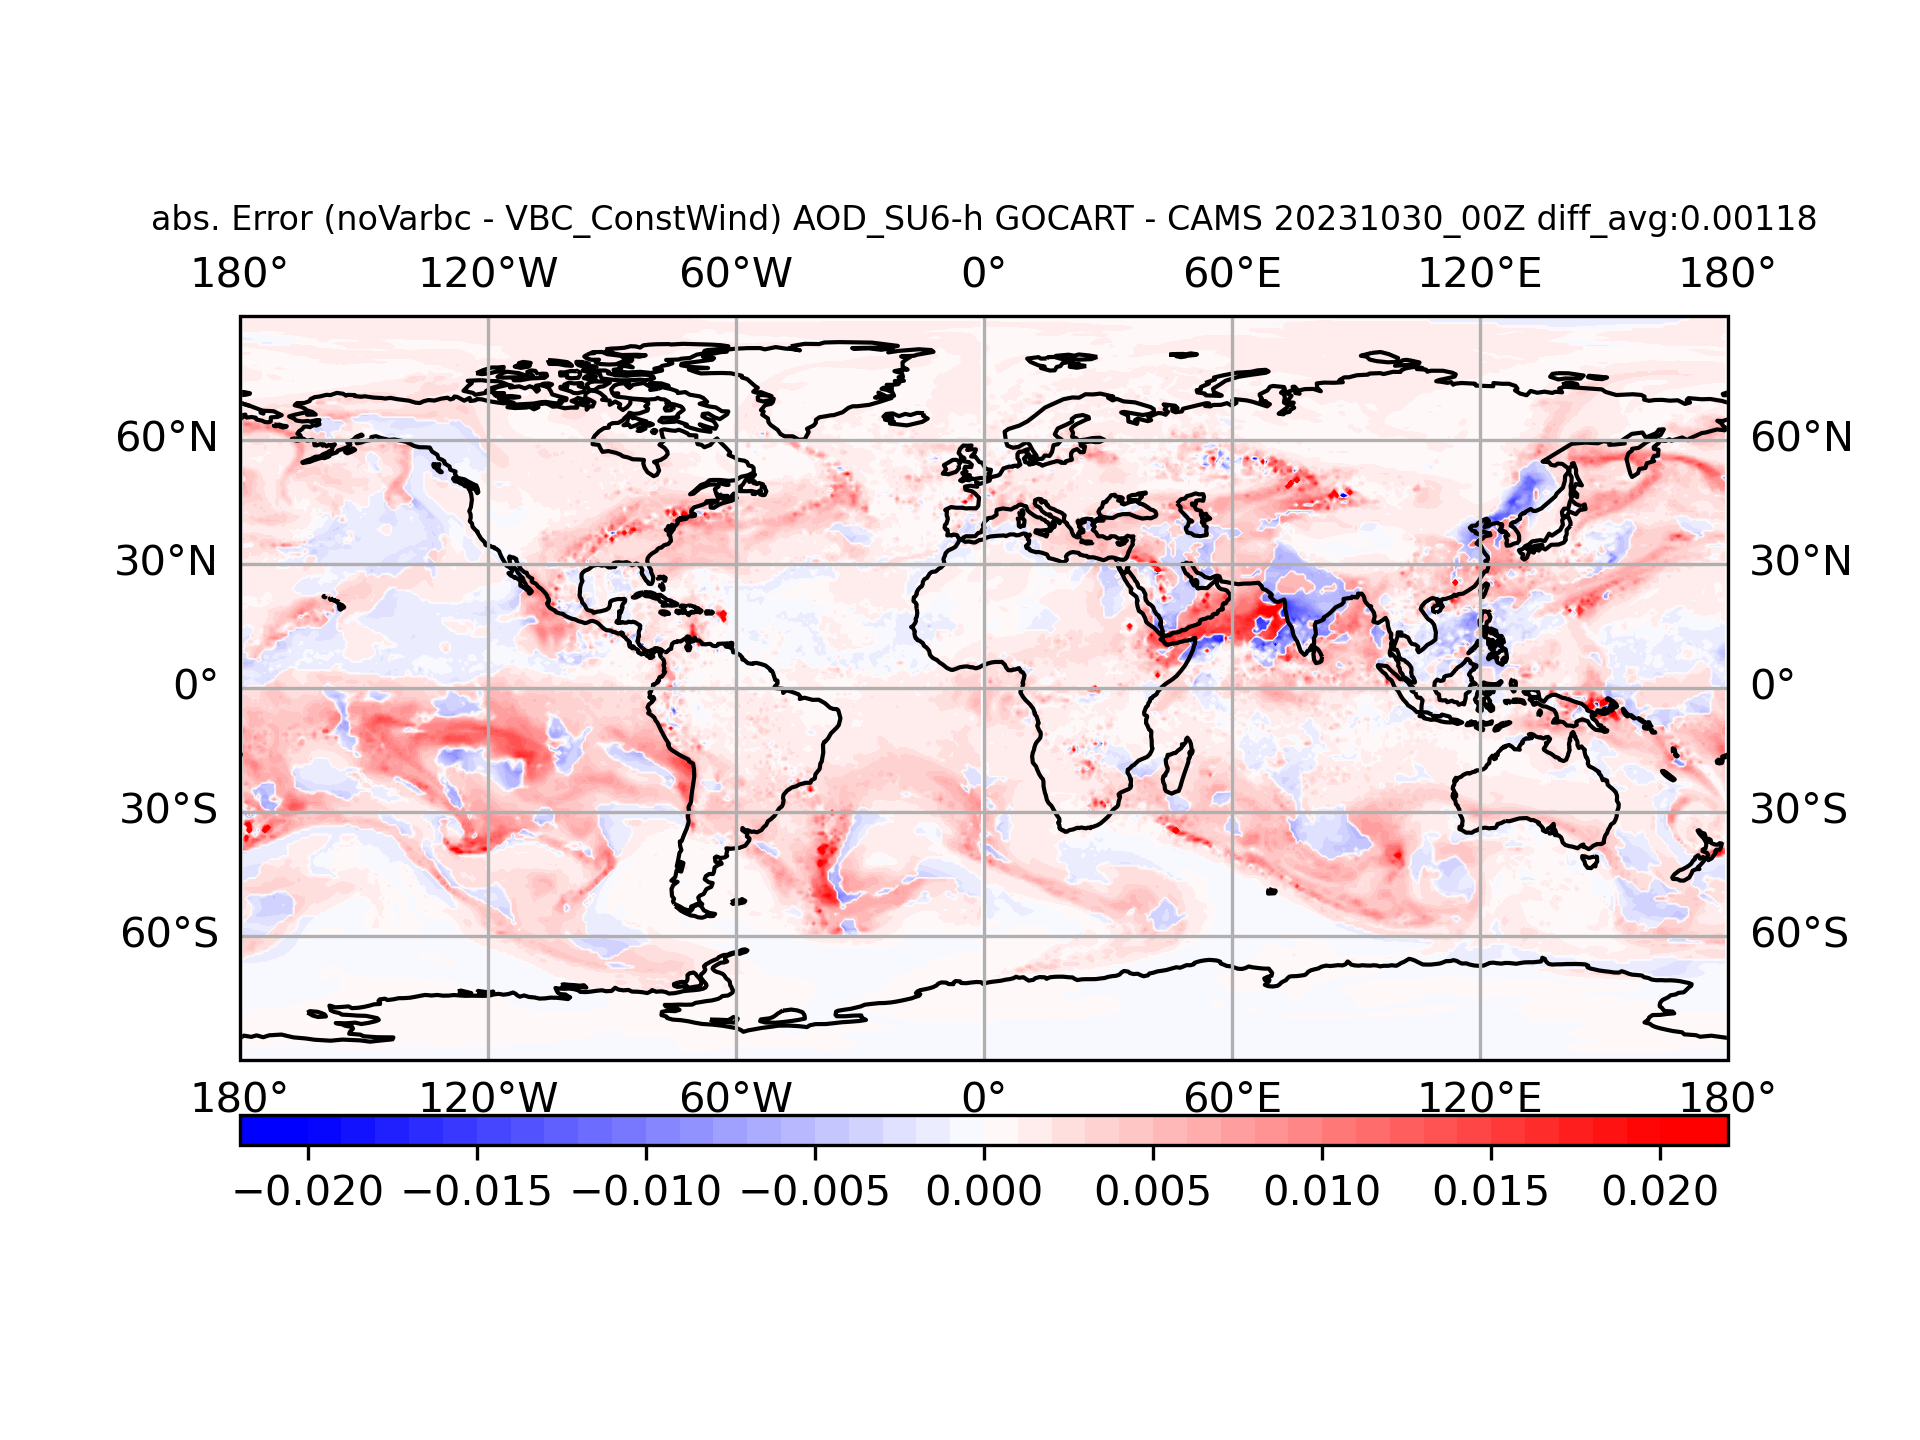 abs. Error (noVarbc - VBC_ConstWind) AOD_SU6-h GOCART - CAMS 20231030_00Z diff_avg:0.00118
180° 120°W 60°W 0° 60°E 120°E 180°
60°N 60°N
30°N 30°N
0° 0°
30°S 30°S
60°S 60°S
180° 120°W 60°W 0° 60°E 120°E 180°
−0.020 −0.015 −0.010 −0.005 0.000 0.005 0.010 0.015 0.020